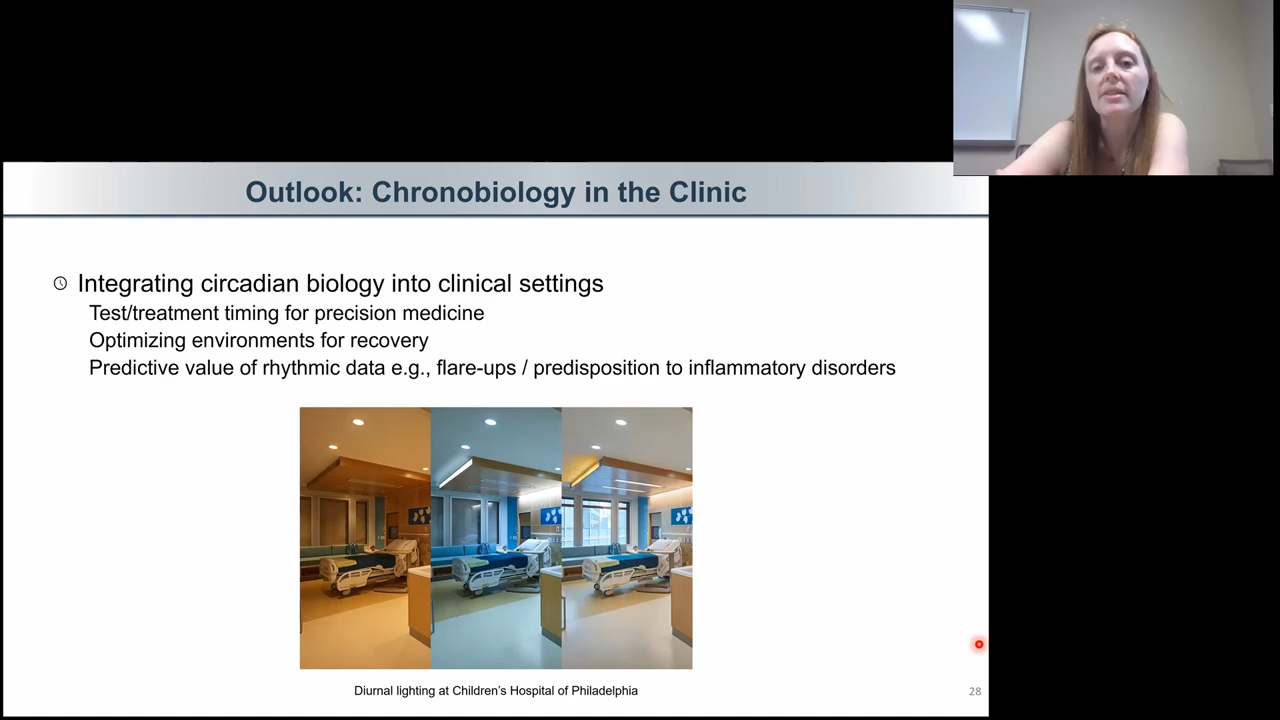 Outlook: Chronobiology in the Clinic
Integrating circadian biology into clinical settings
Test/treatment timing for precision medicine
Optimizing environments for recovery
Predictive value of rhythmic data e.g., flare-ups / predisposition to inflammatory disorders
Diurnal lighting at Children’s Hospital of Philadelphia
28